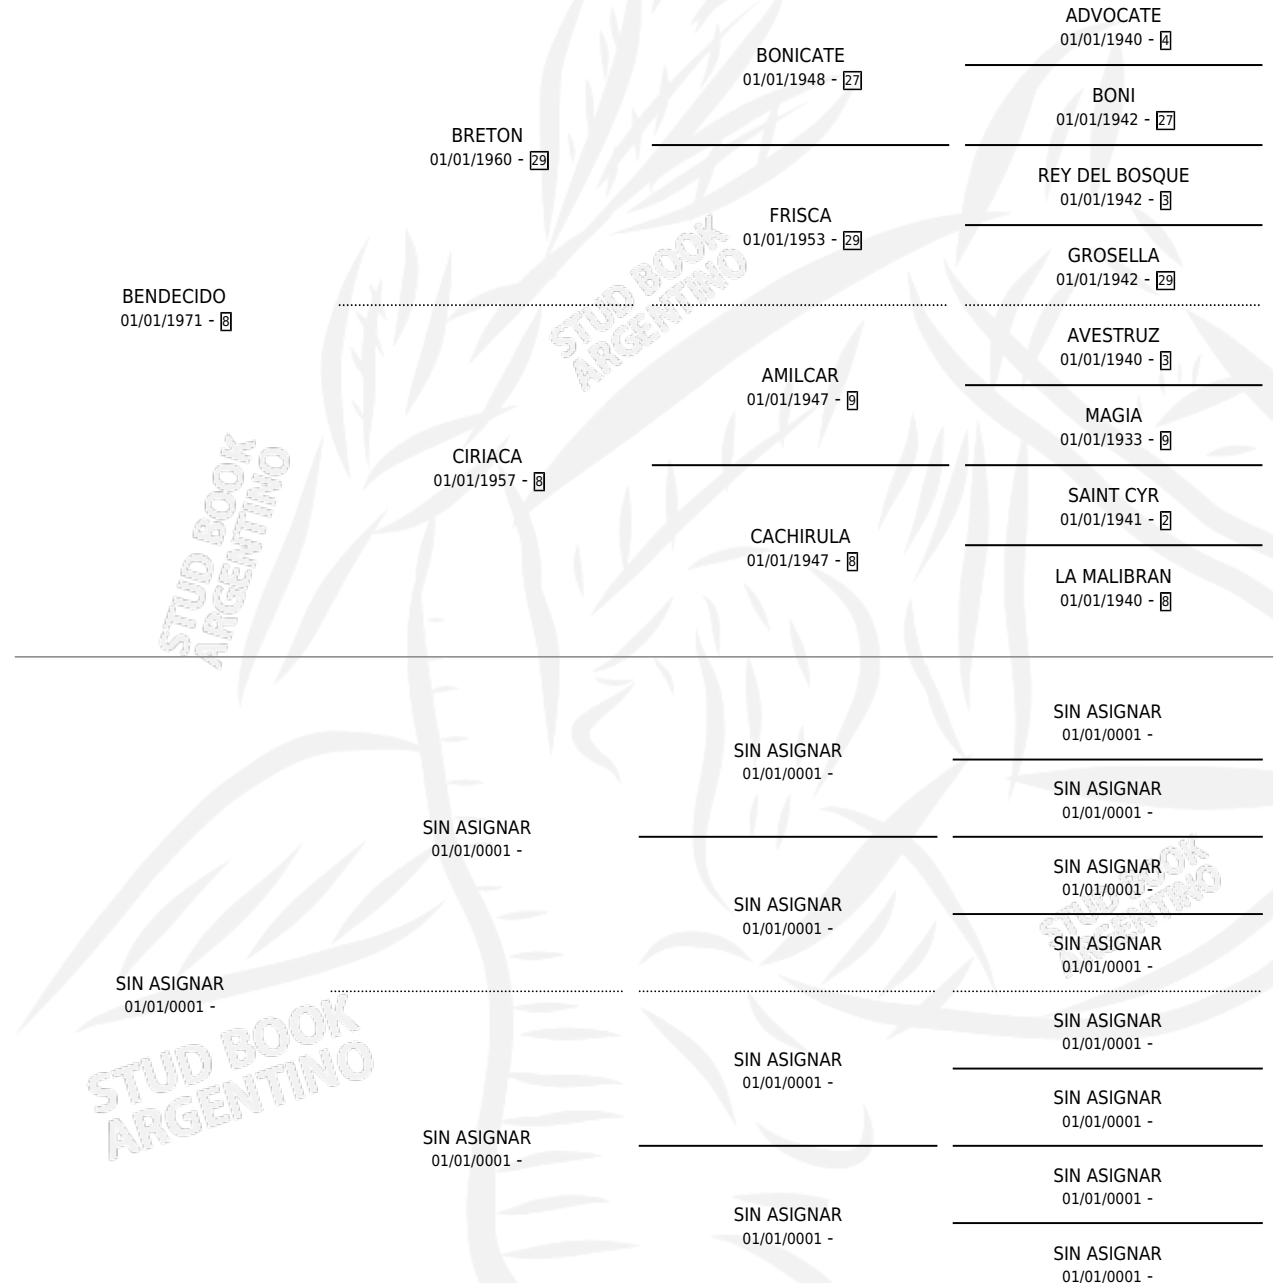 ADVOCATE
01/01/1940 - 4
BONICATE
01/01/1948 - 27
BONI
01/01/1942 - 27
BRETON
01/01/1960 - 29
REY DEL BOSQUE
01/01/1942 - 3
FRISCA
01/01/1953 - 29
GROSELLA
01/01/1942 - 29
BENDECIDO
01/01/1971 - 8
AVESTRUZ
01/01/1940 - 3
AMILCAR
01/01/1947 - 9
MAGIA
01/01/1933 - 9
CIRIACA
01/01/1957 - 8
SAINT CYR
01/01/1941 - 2
CACHIRULA
01/01/1947 - 8
LA MALIBRAN
01/01/1940 - 8
STUD BOOK
ARGENTINO
STUD BOOK
ARGENTINO
SIN ASIGNAR
01/01/0001 -
SIN ASIGNAR
01/01/0001 -
SIN ASIGNAR
01/01/0001 -
SIN ASIGNAR
01/01/0001 -
SIN ASIGNAR
01/01/0001 -
SIN ASIGNAR
01/01/0001 -
SIN ASIGNAR
01/01/0001 -
SIN ASIGNAR
01/01/0001 -
SIN ASIGNAR
01/01/0001 -
SIN ASIGNAR
01/01/0001 -
SIN ASIGNAR
01/01/0001 -
SIN ASIGNAR
01/01/0001 -
SIN ASIGNAR
01/01/0001 -
SIN ASIGNAR
01/01/0001 -
SIN ASIGNAR
01/01/0001 -
STUD BOOK
ARGENTINO
STUD BOOK
ARGENTINO